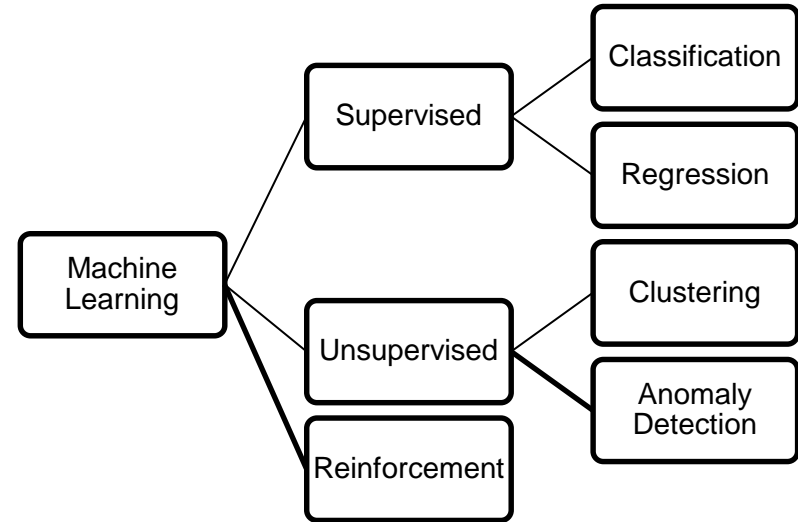 Machine
Learning
Supervised
Classification
Regression
Unsupervised
Clustering
Anomaly
Detection
Reinforcement